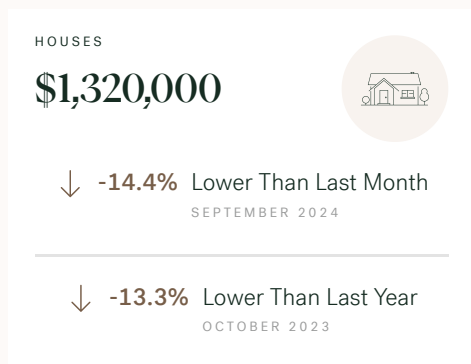 HOUSES
$1,320,000
-14.4% Lower Than Last Month
SEPTEMBER 2024
-13.3% Lower Than Last Year
OCTOBER 2023